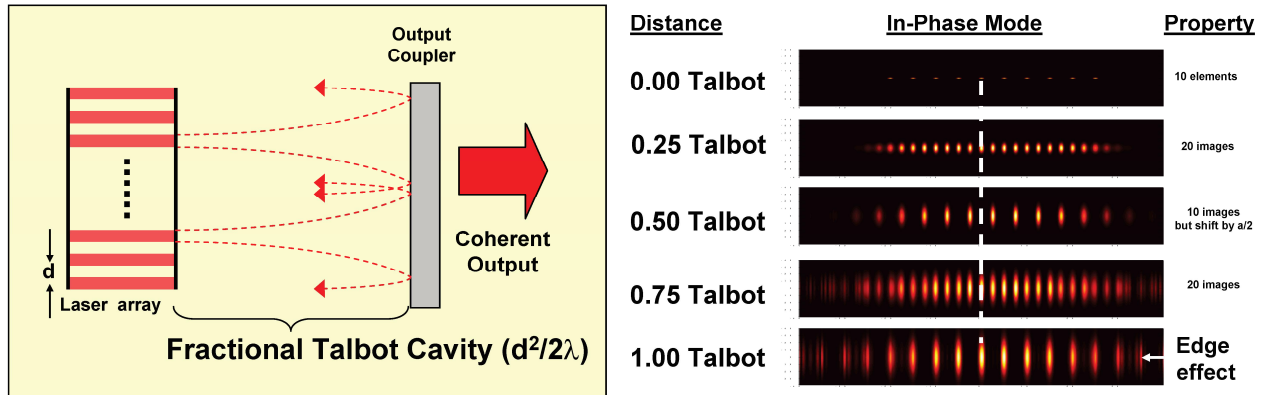 Output
Coupler
d
Laser array
Coherent
Output
Fractional Talbot Cavity (d²/2λ)
Distance
In-Phase Mode
Property
0.00 Talbot
10 elements
0.25 Talbot
20 images
0.50 Talbot
10 images
but shift by a/2
0.75 Talbot
20 images
1.00 Talbot
Edge
effect